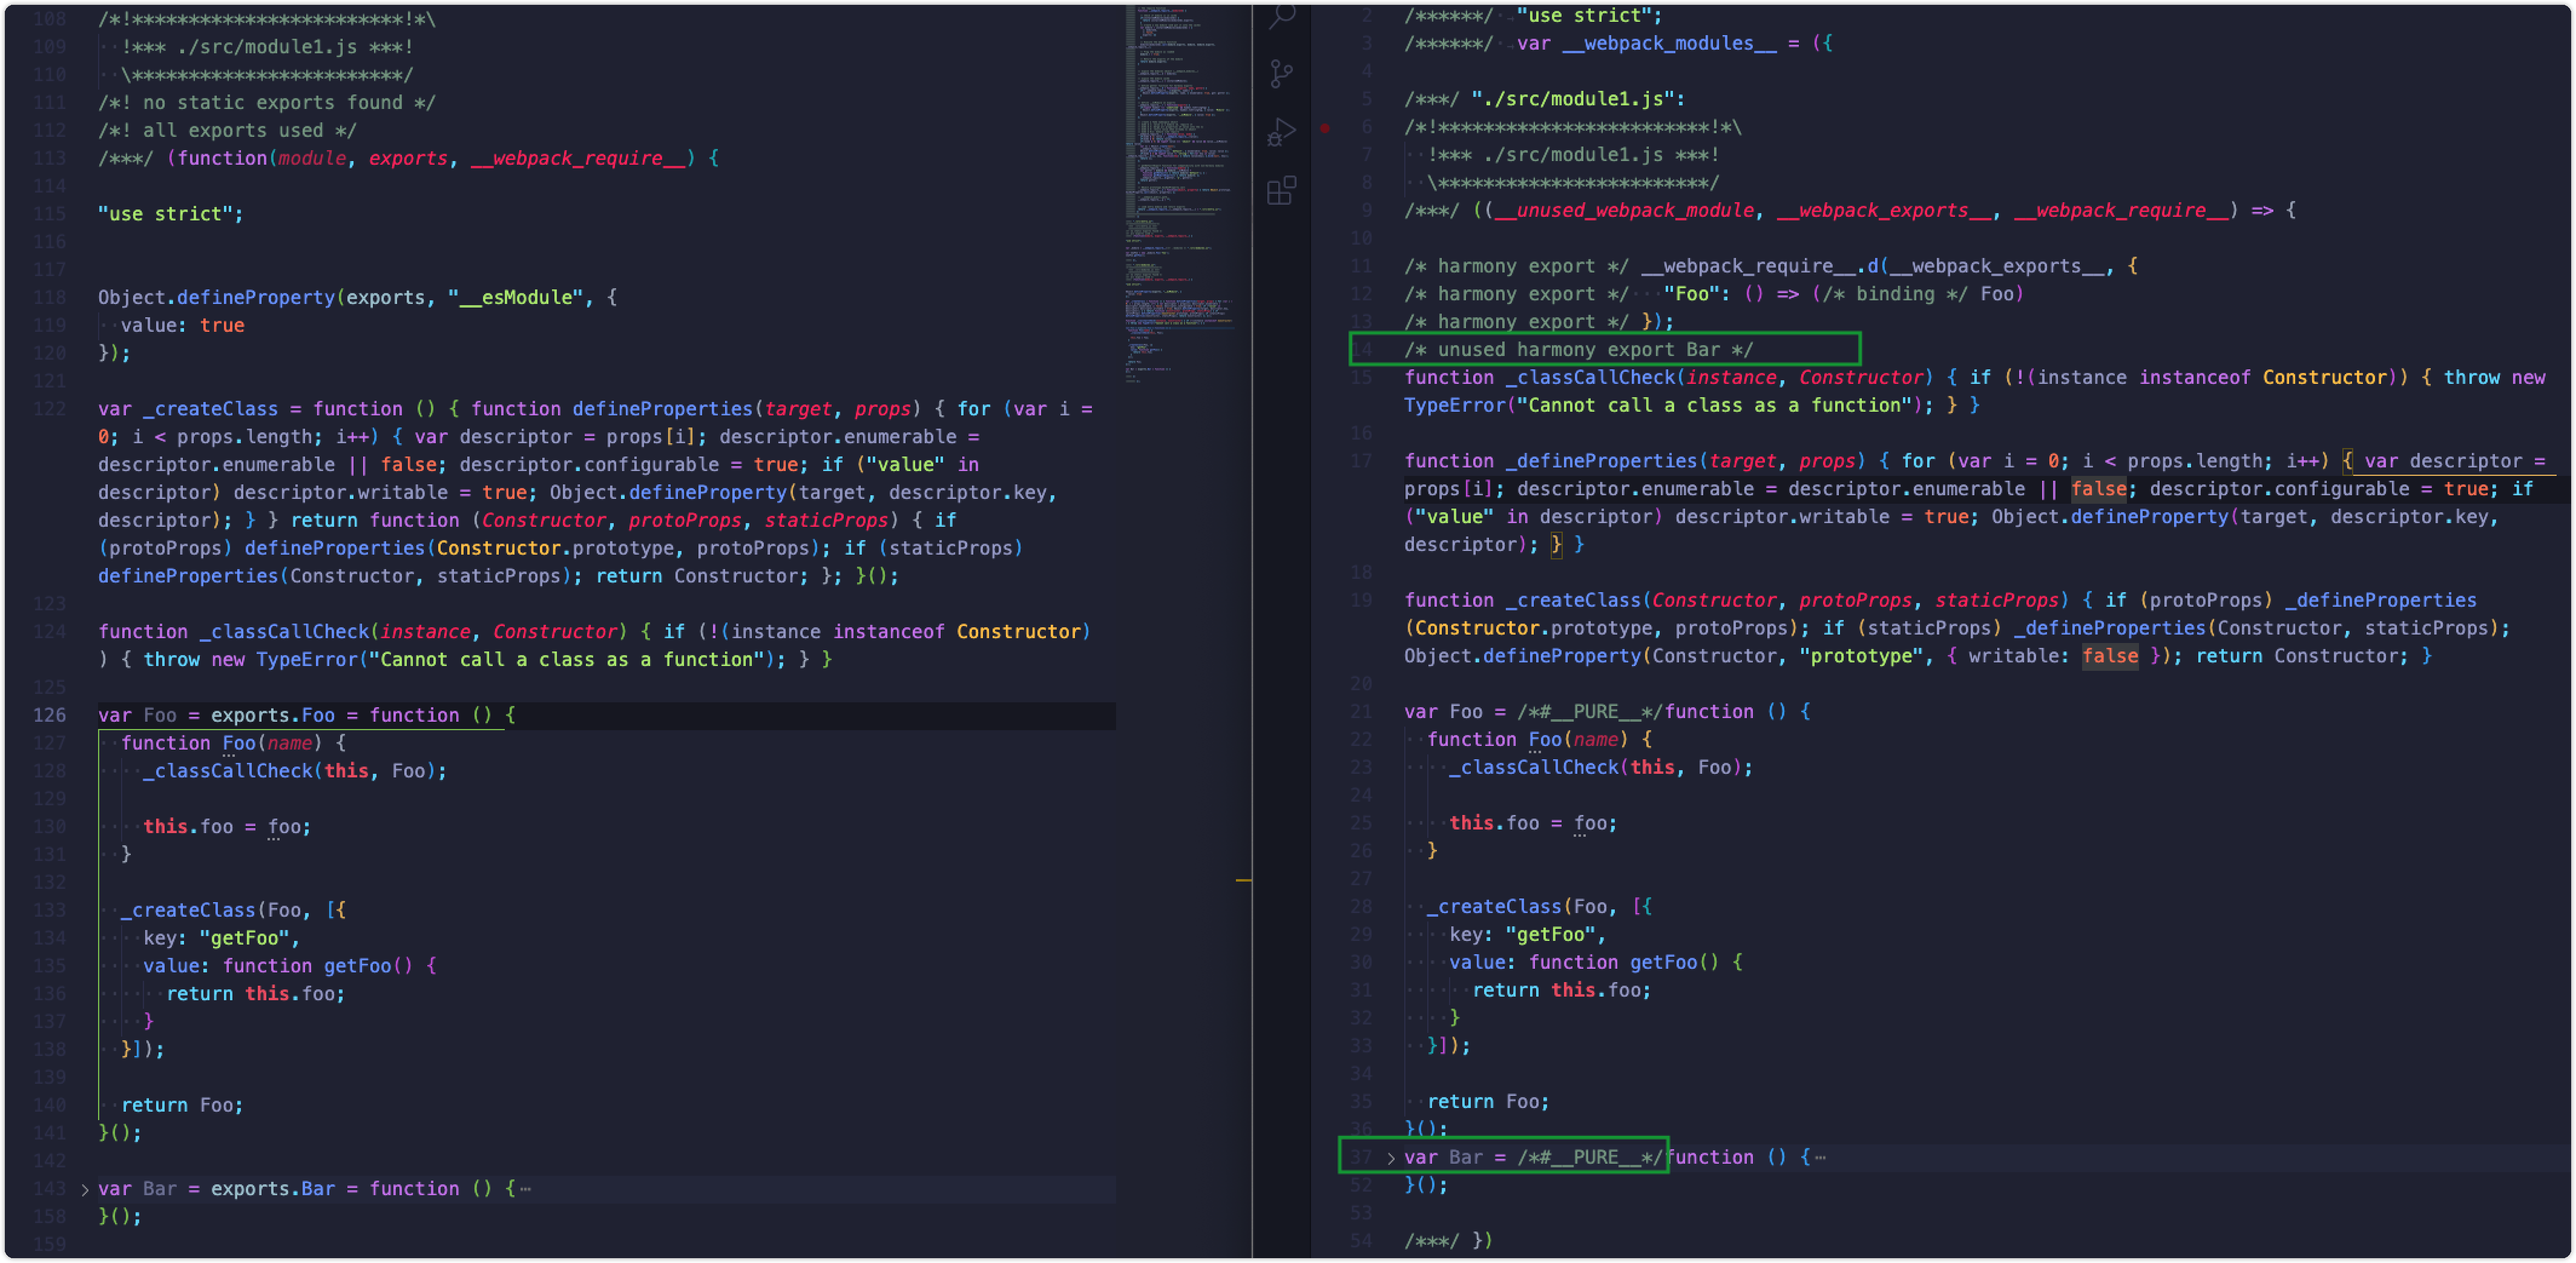 108 /*!************************!*\
109 !*** ./src/module1.js ***!
110 \************************/
111 /*! no static exports found */
112 /*! all exports used */
113 /***/ (function(module, exports, __webpack_require__) {
114
115 "use strict";
116
117
118 Object.defineProperty(exports, "__esModule", {
119 value: true
120 });
121
122 var _createClass = function () { function defineProperties(target, props) { for (var i =
0; i < props.length; i++) { var descriptor = props[i]; descriptor.enumerable =
descriptor.enumerable || false; descriptor.configurable = true; if ("value" in
descriptor) descriptor.writable = true; Object.defineProperty(target, descriptor.key,
descriptor); } } return function (Constructor, protoProps, staticProps) { if
(protoProps) defineProperties(Constructor.prototype, protoProps); if (staticProps)
defineProperties(Constructor, staticProps); return Constructor; }; }();
123
124 function _classCallCheck(instance, Constructor) { if (!(instance instanceof Constructor)
) { throw new TypeError("Cannot call a class as a function"); } }
125
126 var Foo = exports.Foo = function () {
127 function Foo(name) {
128 _classCallCheck(this, Foo);
129
130 this.foo = foo;
131 }
132
133 _createClass(Foo, [{
134 key: "getFoo",
135 value: function getFoo() {
136 return this.foo;
137 }
138 }]);
139
140 return Foo;
141 }();
142
143 var Bar = exports.Bar = function () {…
158 }();
159
2 /******/ "use strict";
3 /******/ var __webpack_modules__ = ({
4
5 /***/ "./src/module1.js":
6 /*!************************!*\
7 !*** ./src/module1.js ***!
8 \************************/
9 /***/ ((__unused_webpack_module, __webpack_exports__, __webpack_require__) => {
10
11 /* harmony export */ __webpack_require__.d(__webpack_exports__, {
12 /* harmony export */ "Foo": () => (/* binding */ Foo)
13 /* harmony export */ });
14 /* unused harmony export Bar */
15 function _classCallCheck(instance, Constructor) { if (!(instance instanceof Constructor)) { throw new
TypeError("Cannot call a class as a function"); } }
16
17 function _defineProperties(target, props) { for (var i = 0; i < props.length; i++) { var descriptor =
props[i]; descriptor.enumerable = descriptor.enumerable || false; descriptor.configurable = true; if
("value" in descriptor) descriptor.writable = true; Object.defineProperty(target, descriptor.key,
descriptor); } }
18
19 function _createClass(Constructor, protoProps, staticProps) { if (protoProps) _defineProperties
(Constructor.prototype, protoProps); if (staticProps) _defineProperties(Constructor, staticProps);
Object.defineProperty(Constructor, "prototype", { writable: false }); return Constructor; }
20
21 var Foo = /*#__PURE__*/function () {
22 function Foo(name) {
23 _classCallCheck(this, Foo);
24
25 this.foo = foo;
26 }
27
28 _createClass(Foo, [{
29 key: "getFoo",
30 value: function getFoo() {
31 return this.foo;
32 }
33 }]);
34
35 return Foo;
36 }();
37 var Bar = /*#__PURE__*/function () {…
52 }();
53
54 /***/ })